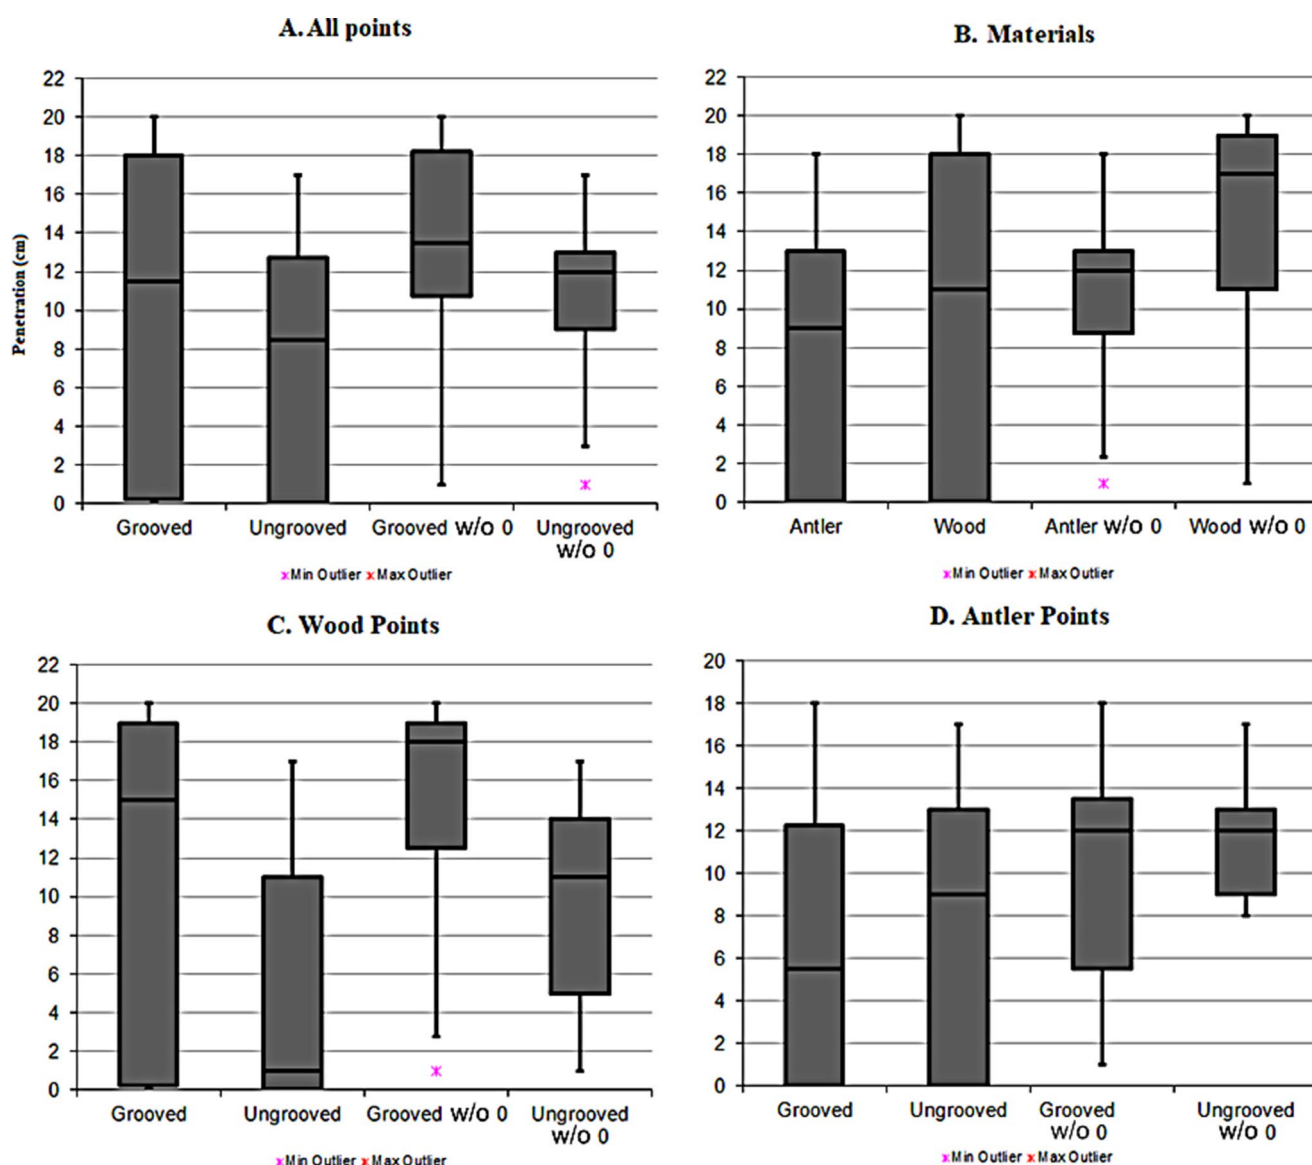 A. All points
22
20
18
16
14
12
10
8
6
4
2
0
Penetration (cm)
Grooved
Ungrooved
Grooved w/o 0
Ungrooved
w/o 0
Min Outlier Max Outlier
B. Materials
22
20
18
16
14
12
10
8
6
4
2
0
Antler
Wood
Antler w/o 0
Wood w/o 0
Min Outlier Max Outlier
C. Wood Points
22
20
18
16
14
12
10
8
6
4
2
0
Grooved
Ungrooved
Grooved w/o 0
Ungrooved
w/o 0
Min Outlier Max Outlier
D. Antler Points
20
18
16
14
12
10
8
6
4
2
0
Grooved
Ungrooved
Grooved
w/o 0
Ungrooved
w/o 0
Min Outlier Max Outlier